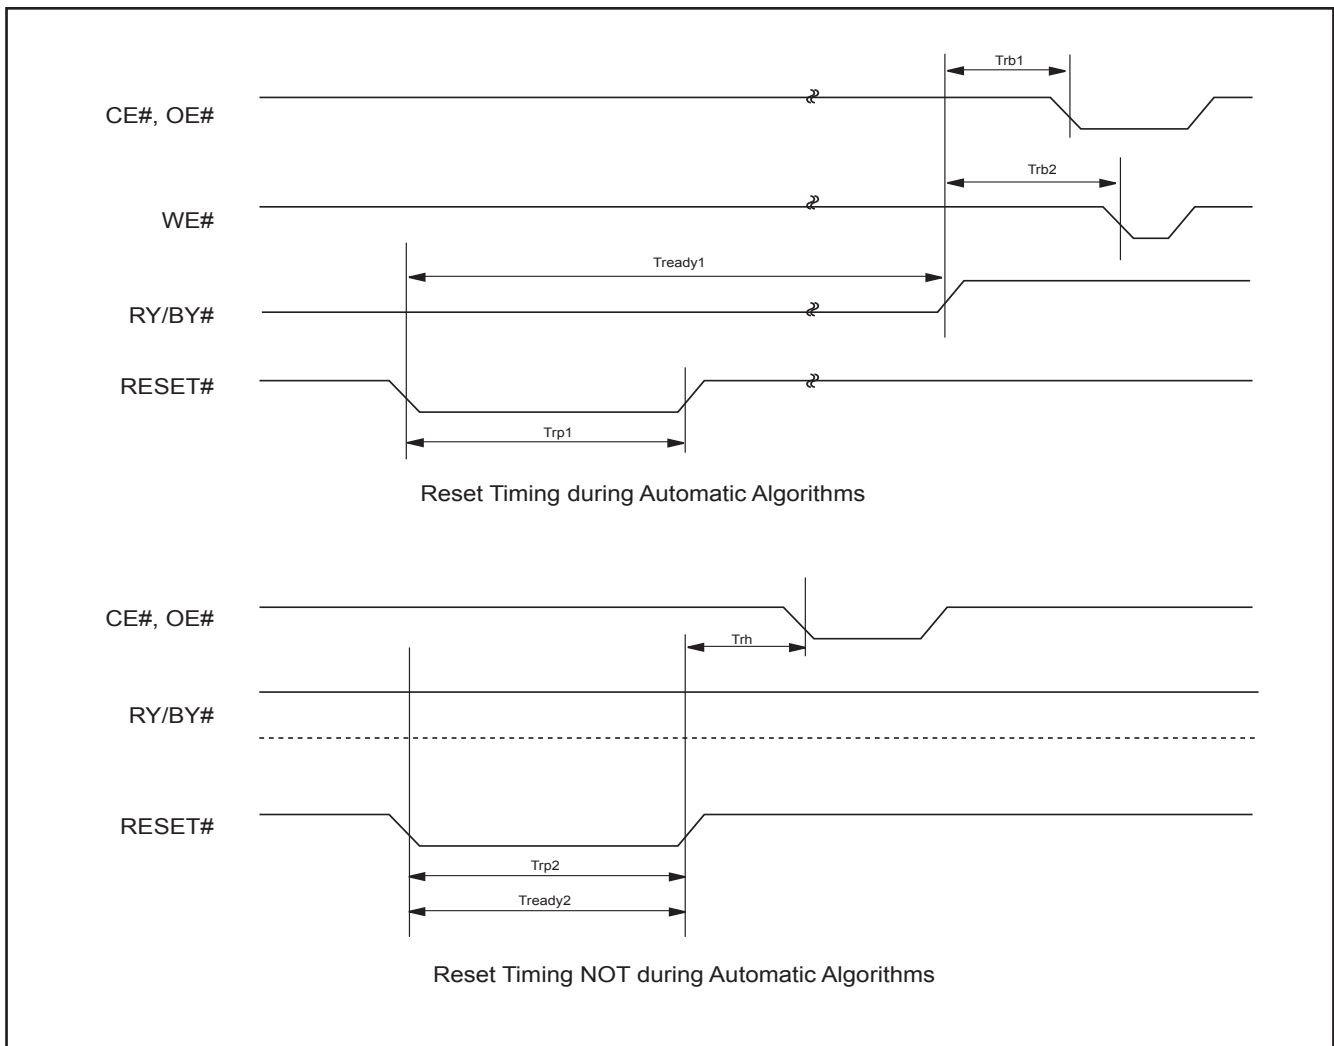 Trb1
CE#, OE#
Trb2
WE#
Tready1
RY/BY#
RESET#
Trp1
Reset Timing during Automatic Algorithms
CE#, OE#
Trh
RY/BY#
RESET#
Trp2
Tready2
Reset Timing NOT during Automatic Algorithms